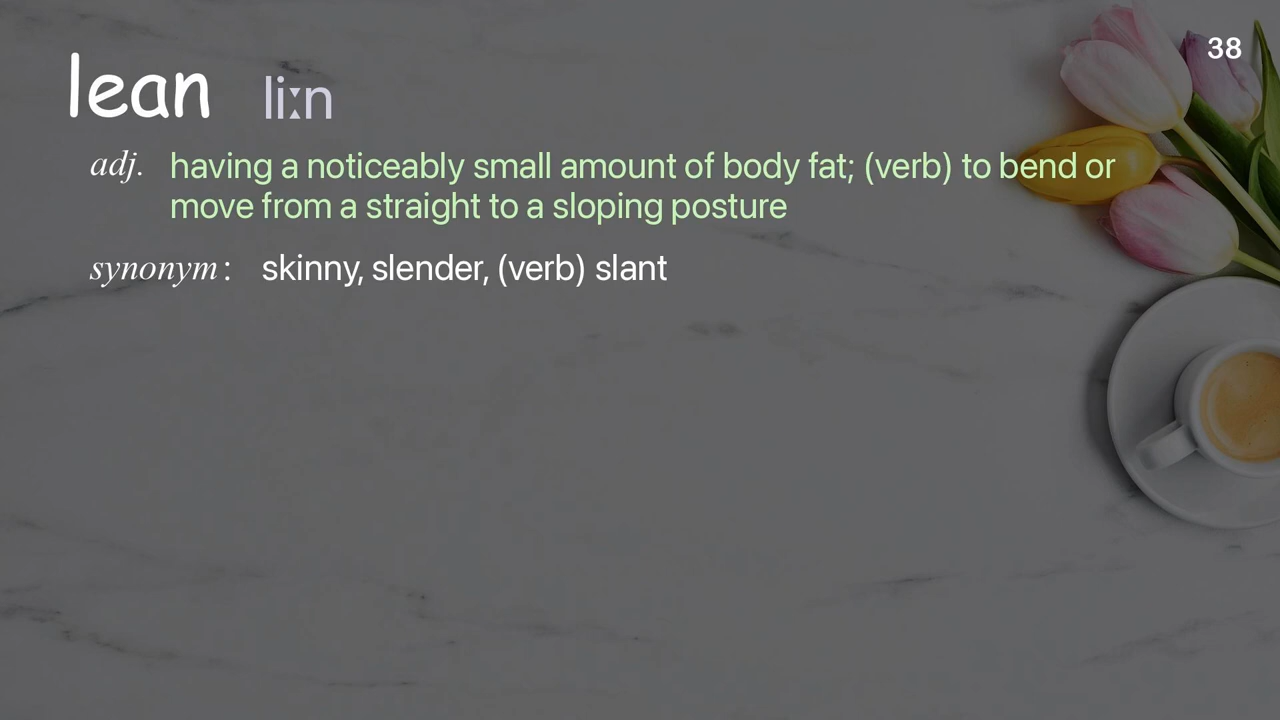 38
lean liːn
adj. having a noticeably small amount of body fat; (verb) to bend or
move from a straight to a sloping posture
synonym : skinny, slender, (verb) slant